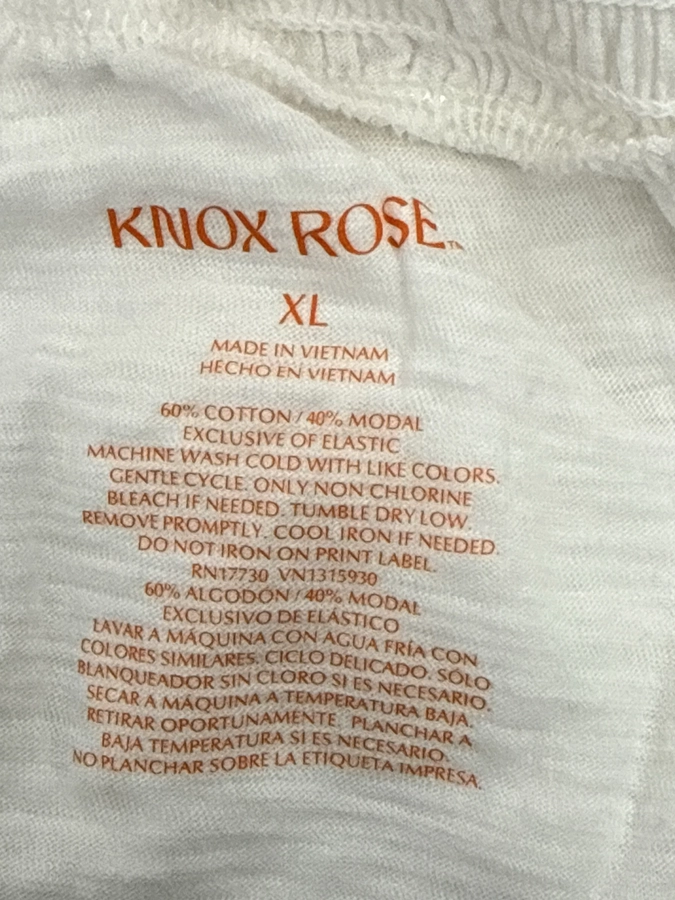 KNOX ROSE™
XL
MADE IN VIETNAM
HECHO EN VIETNAM
60% COTTON / 40% MODAL
EXCLUSIVE OF ELASTIC
MACHINE WASH COLD WITH LIKE COLORS.
GENTLE CYCLE. ONLY NON CHLORINE
BLEACH IF NEEDED. TUMBLE DRY LOW.
REMOVE PROMPTLY. COOL IRON IF NEEDED.
DO NOT IRON ON PRINT LABEL.
RN17730 VN1315930
60% ALGODÓN / 40% MODAL
EXCLUSIVO DE ELÁSTICO
LAVAR A MÁQUINA CON AGUA FRÍA CON
COLORES SIMILARES. CICLO DELICADO. SÓLO
BLANQUEADOR SIN CLORO SI ES NECESARIO.
SECAR A MÁQUINA A TEMPERATURA BAJA.
RETIRAR OPORTUNAMENTE. PLANCHAR A
BAJA TEMPERATURA SI ES NECESARIO.
NO PLANCHAR SOBRE LA ETIQUETA IMPRESA.